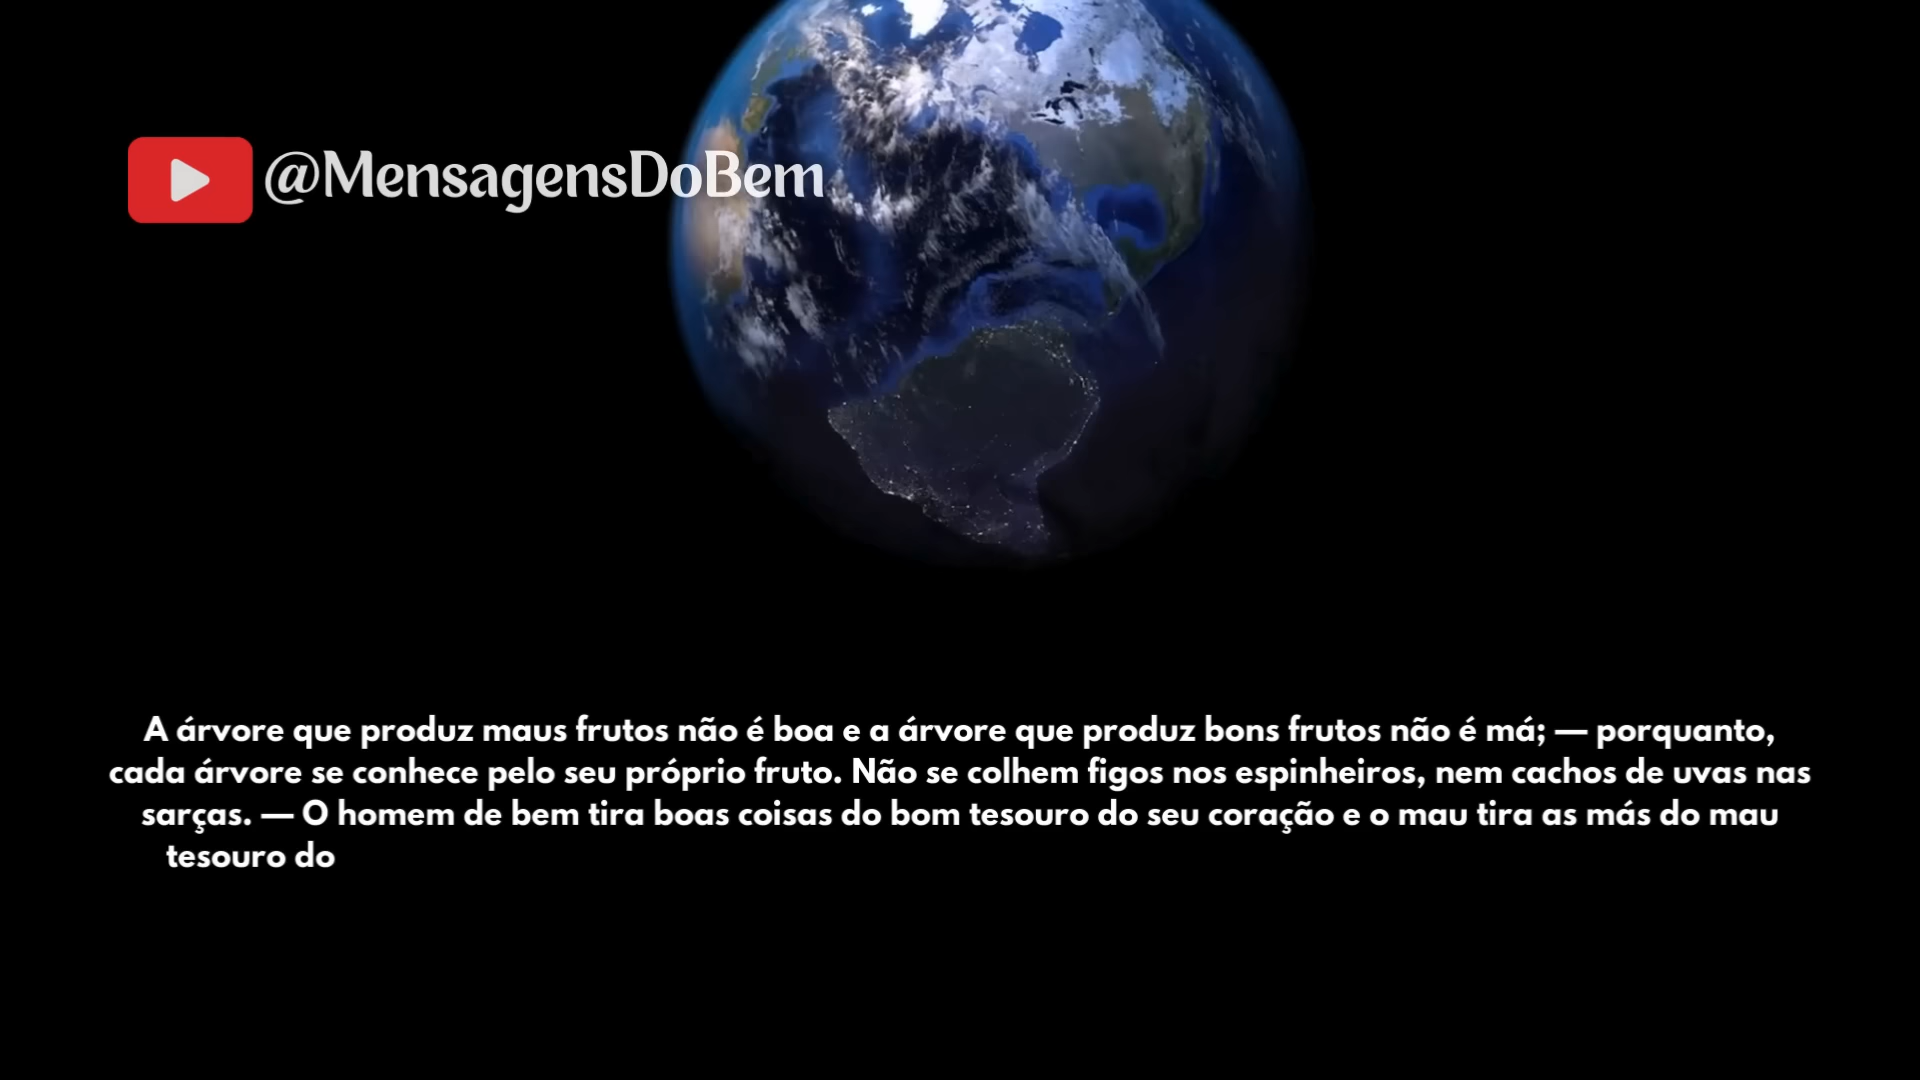 @MensagensDoBem
A árvore que produz maus frutos não é boa e a árvore que produz bons frutos não é má; — porquanto,
cada árvore se conhece pelo seu próprio fruto. Não se colhem figos nos espinheiros, nem cachos de uvas nas
sarças. — O homem de bem tira boas coisas do bom tesouro do seu coração e o mau tira as más do mau
tesouro do